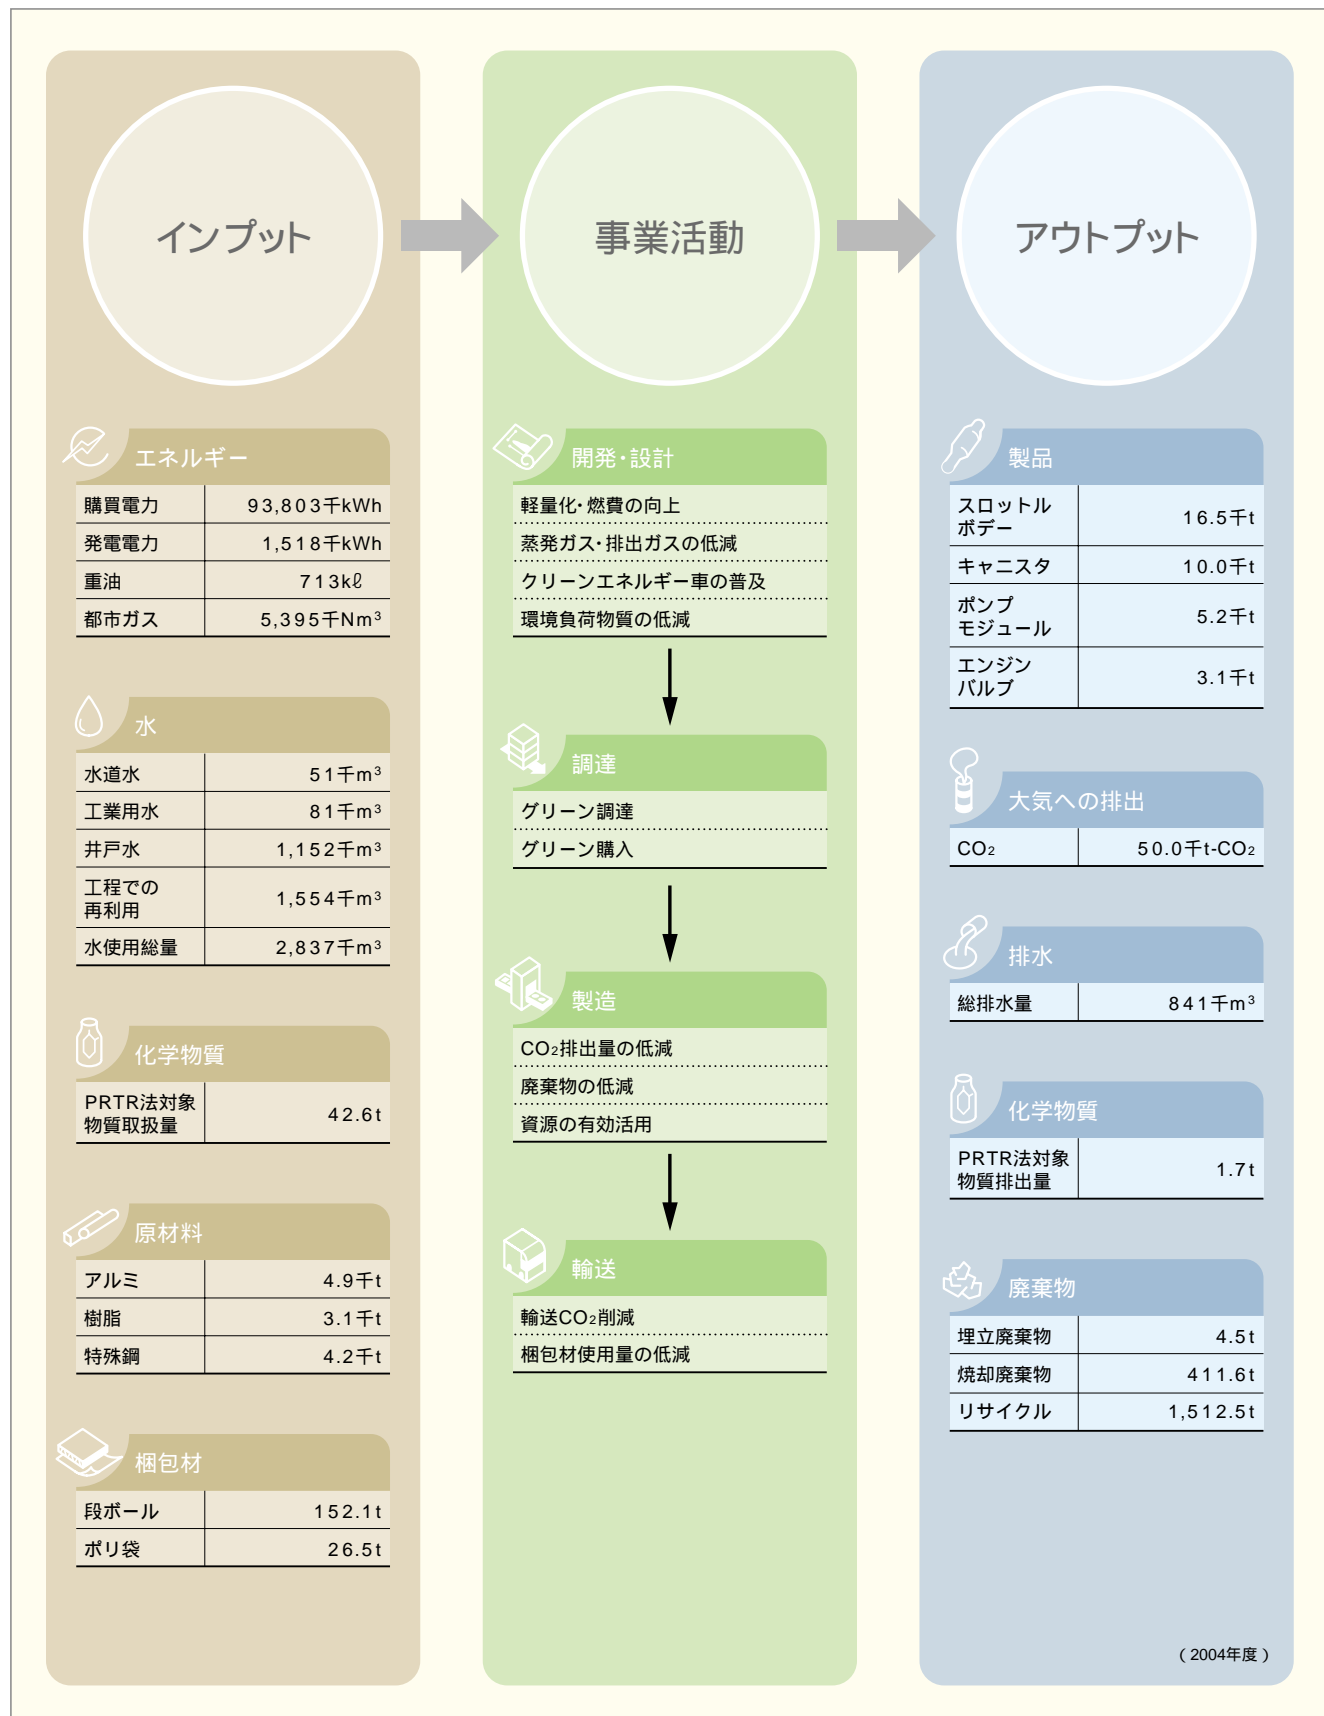 インプット
エネルギー
購買電力 93,803千kWh
発電電力 1,518千kWh
重油 713kℓ
都市ガス 5,395千Nm³
水
水道水 51千m³
工業用水 81千m³
井戸水 1,152千m³
工程での
再利用 1,554千m³
水使用総量 2,837千m³
化学物質
PRTR法対象
物質取扱量 42.6t
原材料
アルミ 4.9千t
樹脂 3.1千t
特殊鋼 4.2千t
梱包材
段ボール 152.1t
ポリ袋 26.5t
事業活動
開発・設計
軽量化・燃費の向上
蒸発ガス・排出ガスの低減
クリーンエネルギー車の普及
環境負荷物質の低減
調達
グリーン調達
グリーン購入
製造
CO₂排出量の低減
廃棄物の低減
資源の有効活用
輸送
輸送CO₂削減
梱包材使用量の低減
アウトプット
製品
スロットル
ボデー 16.5千t
キャニスタ 10.0千t
ポンプ
モジュール 5.2千t
エンジン
バルブ 3.1千t
大気への排出
CO₂ 50.0千t-CO₂
排水
総排水量 841千m³
化学物質
PRTR法対象
物質排出量 1.7t
廃棄物
埋立廃棄物 4.5t
焼却廃棄物 411.6t
リサイクル 1,512.5t
(2004年度)